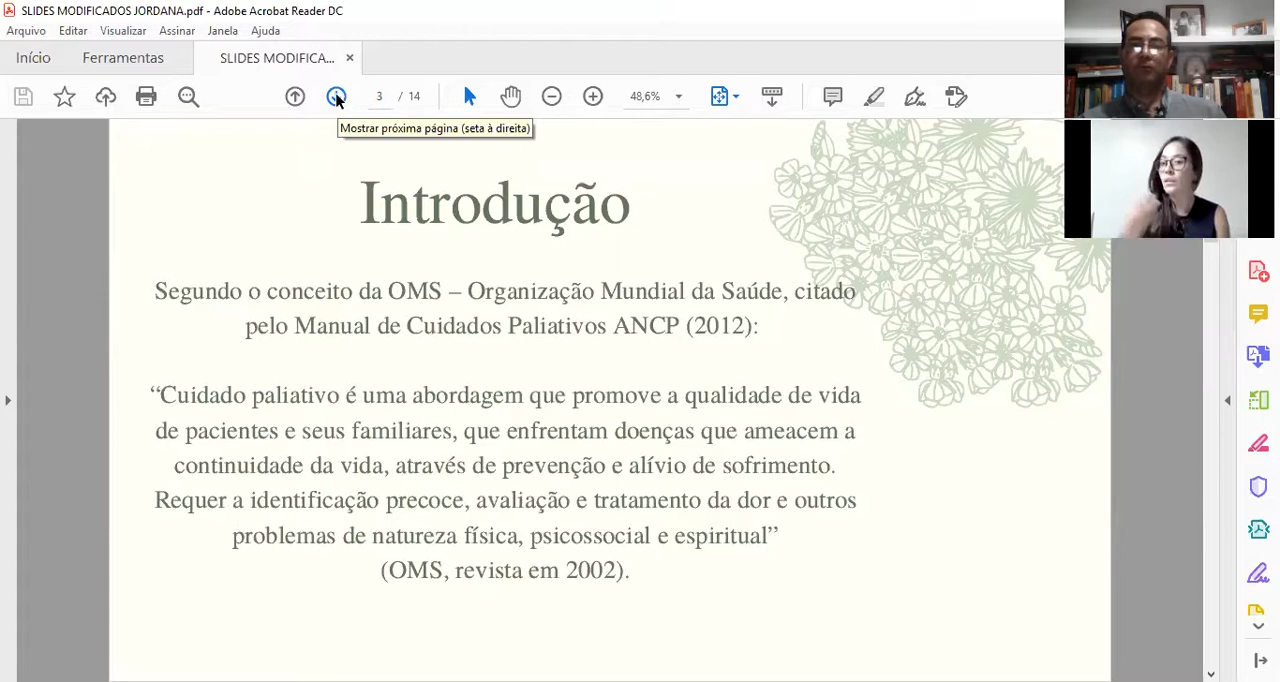 SLIDES MODIFICADOS JORDANA.pdf - Adobe Acrobat Reader DC
Arquivo Editar Visualizar Assinar Janela Ajuda
Início Ferramentas SLIDES MODIFICA... ×
3 / 14 48,6%
Mostrar próxima página (seta à direita)
Introdução
Segundo o conceito da OMS – Organização Mundial da Saúde, citado
pelo Manual de Cuidados Paliativos ANCP (2012):
“Cuidado paliativo é uma abordagem que promove a qualidade de vida
de pacientes e seus familiares, que enfrentam doenças que ameacem a
continuidade da vida, através de prevenção e alívio de sofrimento.
Requer a identificação precoce, avaliação e tratamento da dor e outros
problemas de natureza física, psicossocial e espiritual”
(OMS, revista em 2002).